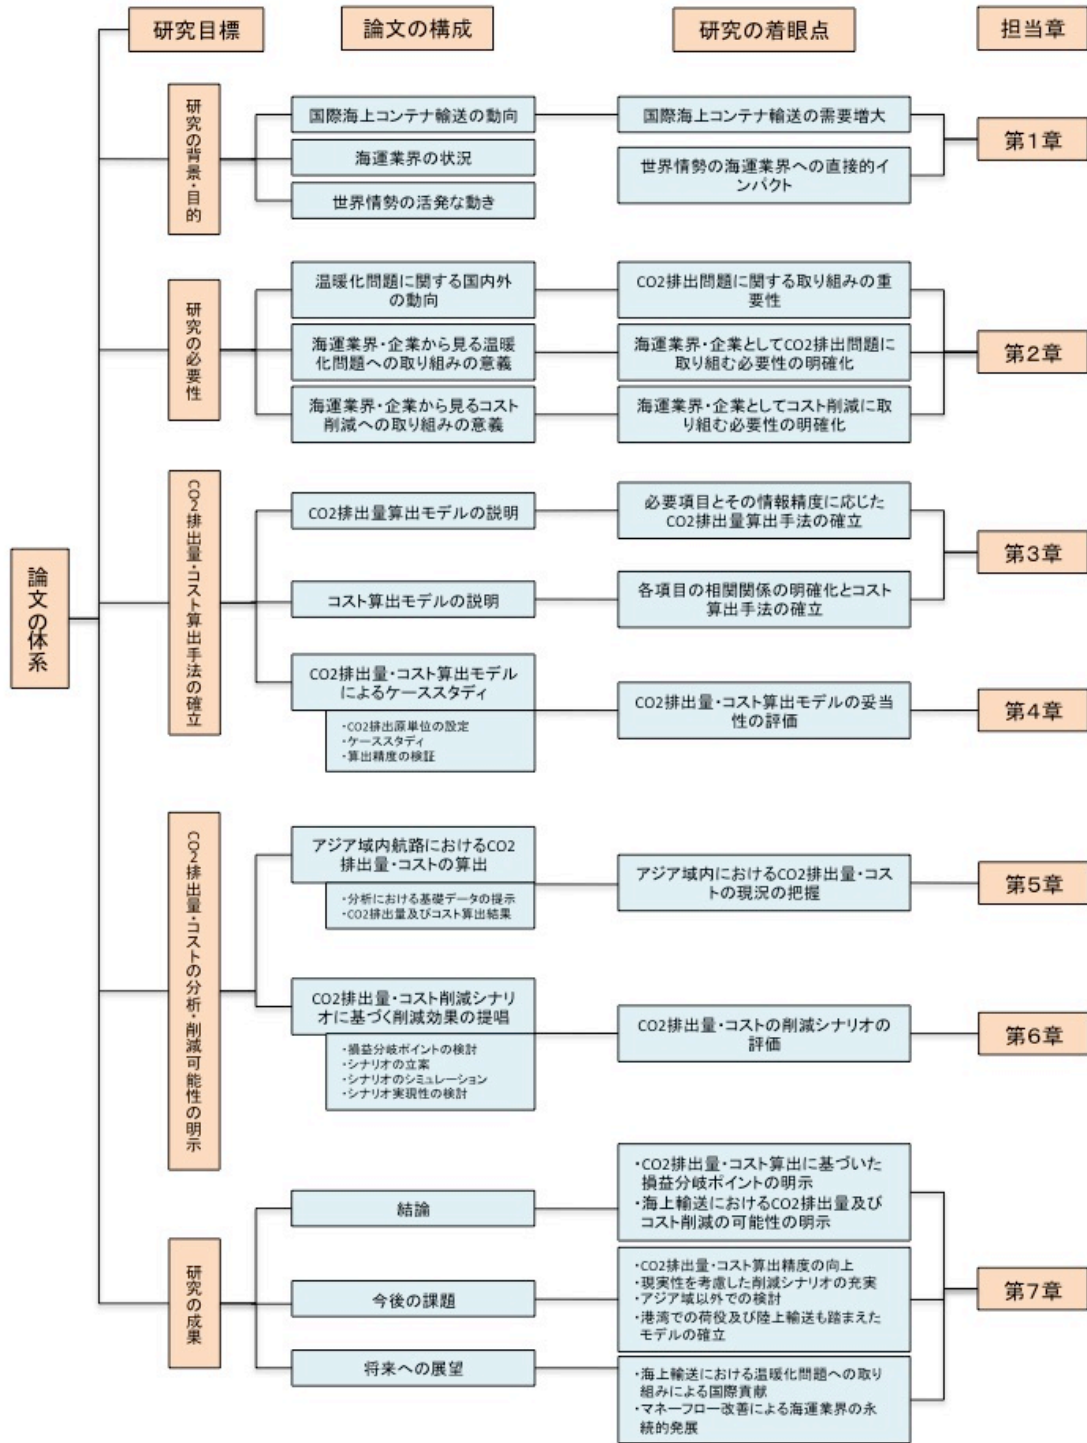 研究目標
論文の構成
研究の着眼点
担当章
論文の体系
研究の背景・目的
国際海上コンテナ輸送の動向
海運業界の状況
世界情勢の活発な動き
国際海上コンテナ輸送の需要増大
世界情勢の海運業界への直接的イ
ンパクト
第1章
研究の必要性
温暖化問題に関する国内外
の動向
海運業界・企業から見る温暖
化問題への取り組みの意義
海運業界・企業から見るコスト
削減への取り組みの意義
CO2排出問題に関する取り組みの重
要性
海運業界・企業としてCO2排出問題に
取り組む必要性の明確化
海運業界・企業としてコスト削減に取
り組む必要性の明確化
第2章
CO2排出量・コスト算出手法の確立
CO2排出量算出モデルの説明
必要項目とその情報精度に応じた
CO2排出量算出手法の確立
コスト算出モデルの説明
各項目の相関関係の明確化とコスト
算出手法の確立
第3章
CO2排出量・コスト算出モデル
によるケーススタディ
・CO2排出原単位の設定
・ケーススタディ
・算出精度の検証
CO2排出量・コスト算出モデルの妥当
性の評価
第4章
CO2排出量・コストの分析・削減可能性の明示
アジア域内航路におけるCO2
排出量・コストの算出
・分析における基礎データの提示
・CO2排出量及びコスト算出結果
アジア域内におけるCO2排出量・コス
トの現況の把握
第5章
CO2排出量・コスト削減シナリ
オに基づく削減効果の提唱
・損益分岐ポイントの検討
・シナリオの立案
・シナリオのシミュレーション
・シナリオ実現性の検討
CO2排出量・コストの削減シナリオの
評価
第6章
研究の成果
結論
・CO2排出量・コスト算出に基づいた
損益分岐ポイントの明示
・海上輸送におけるCO2排出量及び
コスト削減の可能性の明示
今後の課題
・CO2排出量・コスト算出精度の向上
・現実性を考慮した削減シナリオの充実
・アジア域以外での検討
・港湾での荷役及び陸上輸送も踏まえた
モデルの確立
将来への展望
・海上輸送における温暖化問題への取り
組みによる国際貢献
・マネーフロー改善による海運業界の永
続的発展
第7章